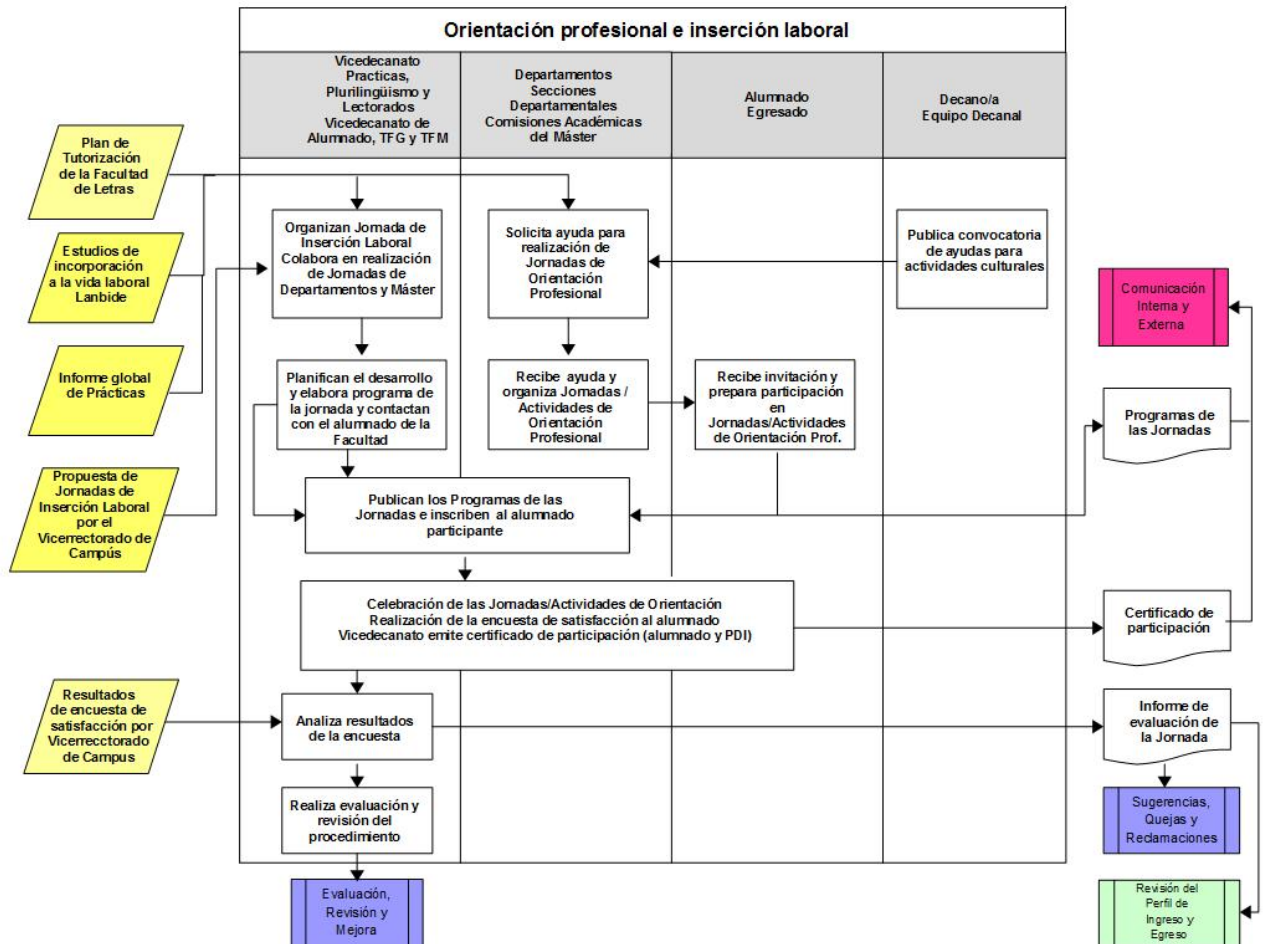 Orientación profesional e inserción laboral
Vicedecanato
Practicas,
Plurilingüismo y
Lectorados
Vicedecanato de
Alumnado, TFG y TFM
Departamentos
Secciones
Departamentales
Comisiones Académicas
del Máster
Alumnado
Egresado
Decano/a
Equipo Decanal
Plan de
Tutorización
de la Facultad
de Letras
Estudios de
incorporación
a la vida laboral
Lanbide
Informe global
de Prácticas
Propuesta de
Jornadas de
Inserción Laboral
por el
Vicerrectorado de
Campús
Resultados
de encuesta de
satisfacción por
Vicerrecctorado
de Campus
Organizan Jornada de
Inserción Laboral
Colabora en realización
de Jornadas de
Departamentos y Máster
Solicita ayuda para
realización de
Jornadas de
Orientación
Profesional
Publica convocatoria
de ayudas para
actividades culturales
Planifican el desarrollo
y elabora programa de
la jornada y contactan
con el alumnado de la
Facultad
Recibe ayuda y
organiza Jornadas /
Actividades de
Orientación
Profesional
Recibe invitación y
prepara participación
en
Jornadas/Actividades
de Orientación Prof.
Publican los Programas de las
Jornadas e inscriben al alumnado
participante
Celebración de las Jornadas/Actividades de Orientación
Realización de la encuesta de satisfacción al alumnado
Vicedecanato emite certificado de participación (alumnado y PDI)
Analiza resultados
de la encuesta
Realiza evaluación y
revisión del
procedimiento
Evaluación,
Revisión y
Mejora
Comunicación
Interna y
Externa
Programas de
las Jornadas
Certificado de
participación
Informe de
evaluación de
la Jornada
Sugerencias,
Quejas y
Reclamaciones
Revisión del
Perfil de
Ingreso y
Egreso